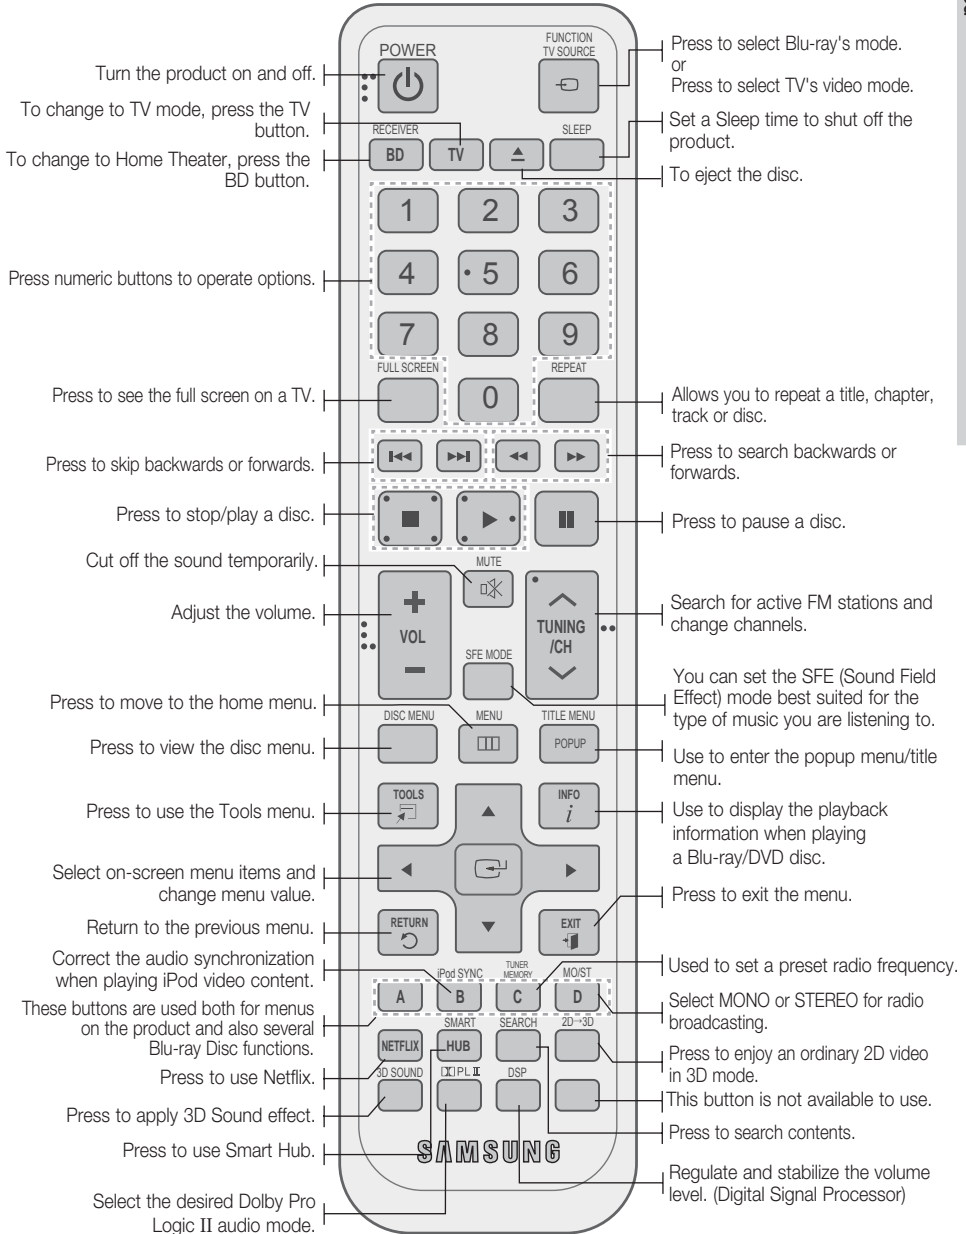 POWER
FUNCTION
TV SOURCE
RECEIVER
SLEEP
BD
TV
1
2
3
4
5
6
7
8
9
FULL SCREEN
0
REPEAT
MUTE
VOL
TUNING
/CH
SFE MODE
DISC MENU
MENU
TITLE MENU
POPUP
TOOLS
INFO
i
RETURN
EXIT
iPod SYNC
TUNER
MEMORY
MO/ST
A
B
C
D
SMART
SEARCH
2D→3D
NETFLIX
HUB
3D SOUND
PL II
DSP
SAMSUNG
Turn the product on and off.
To change to TV mode, press the TV
button.
To change to Home Theater, press the
BD button.
Press numeric buttons to operate options.
Press to see the full screen on a TV.
Press to skip backwards or forwards.
Press to stop/play a disc.
Cut off the sound temporarily.
Adjust the volume.
Press to move to the home menu.
Press to view the disc menu.
Press to use the Tools menu.
Select on-screen menu items and
change menu value.
Return to the previous menu.
Correct the audio synchronization
when playing iPod video content.
These buttons are used both for menus
on the product and also several
Blu-ray Disc functions.
Press to use Netflix.
Press to apply 3D Sound effect.
Press to use Smart Hub.
Select the desired Dolby Pro
Logic II audio mode.
Press to select Blu-ray's mode.
or
Press to select TV's video mode.
Set a Sleep time to shut off the
product.
To eject the disc.
Allows you to repeat a title, chapter,
track or disc.
Press to search backwards or
forwards.
Press to pause a disc.
Search for active FM stations and
change channels.
You can set the SFE (Sound Field
Effect) mode best suited for the
type of music you are listening to.
Use to enter the popup menu/title
menu.
Use to display the playback
information when playing
a Blu-ray/DVD disc.
Press to exit the menu.
Used to set a preset radio frequency.
Select MONO or STEREO for radio
broadcasting.
Press to enjoy an ordinary 2D video
in 3D mode.
This button is not available to use.
Press to search contents.
Regulate and stabilize the volume
level. (Digital Signal Processor)